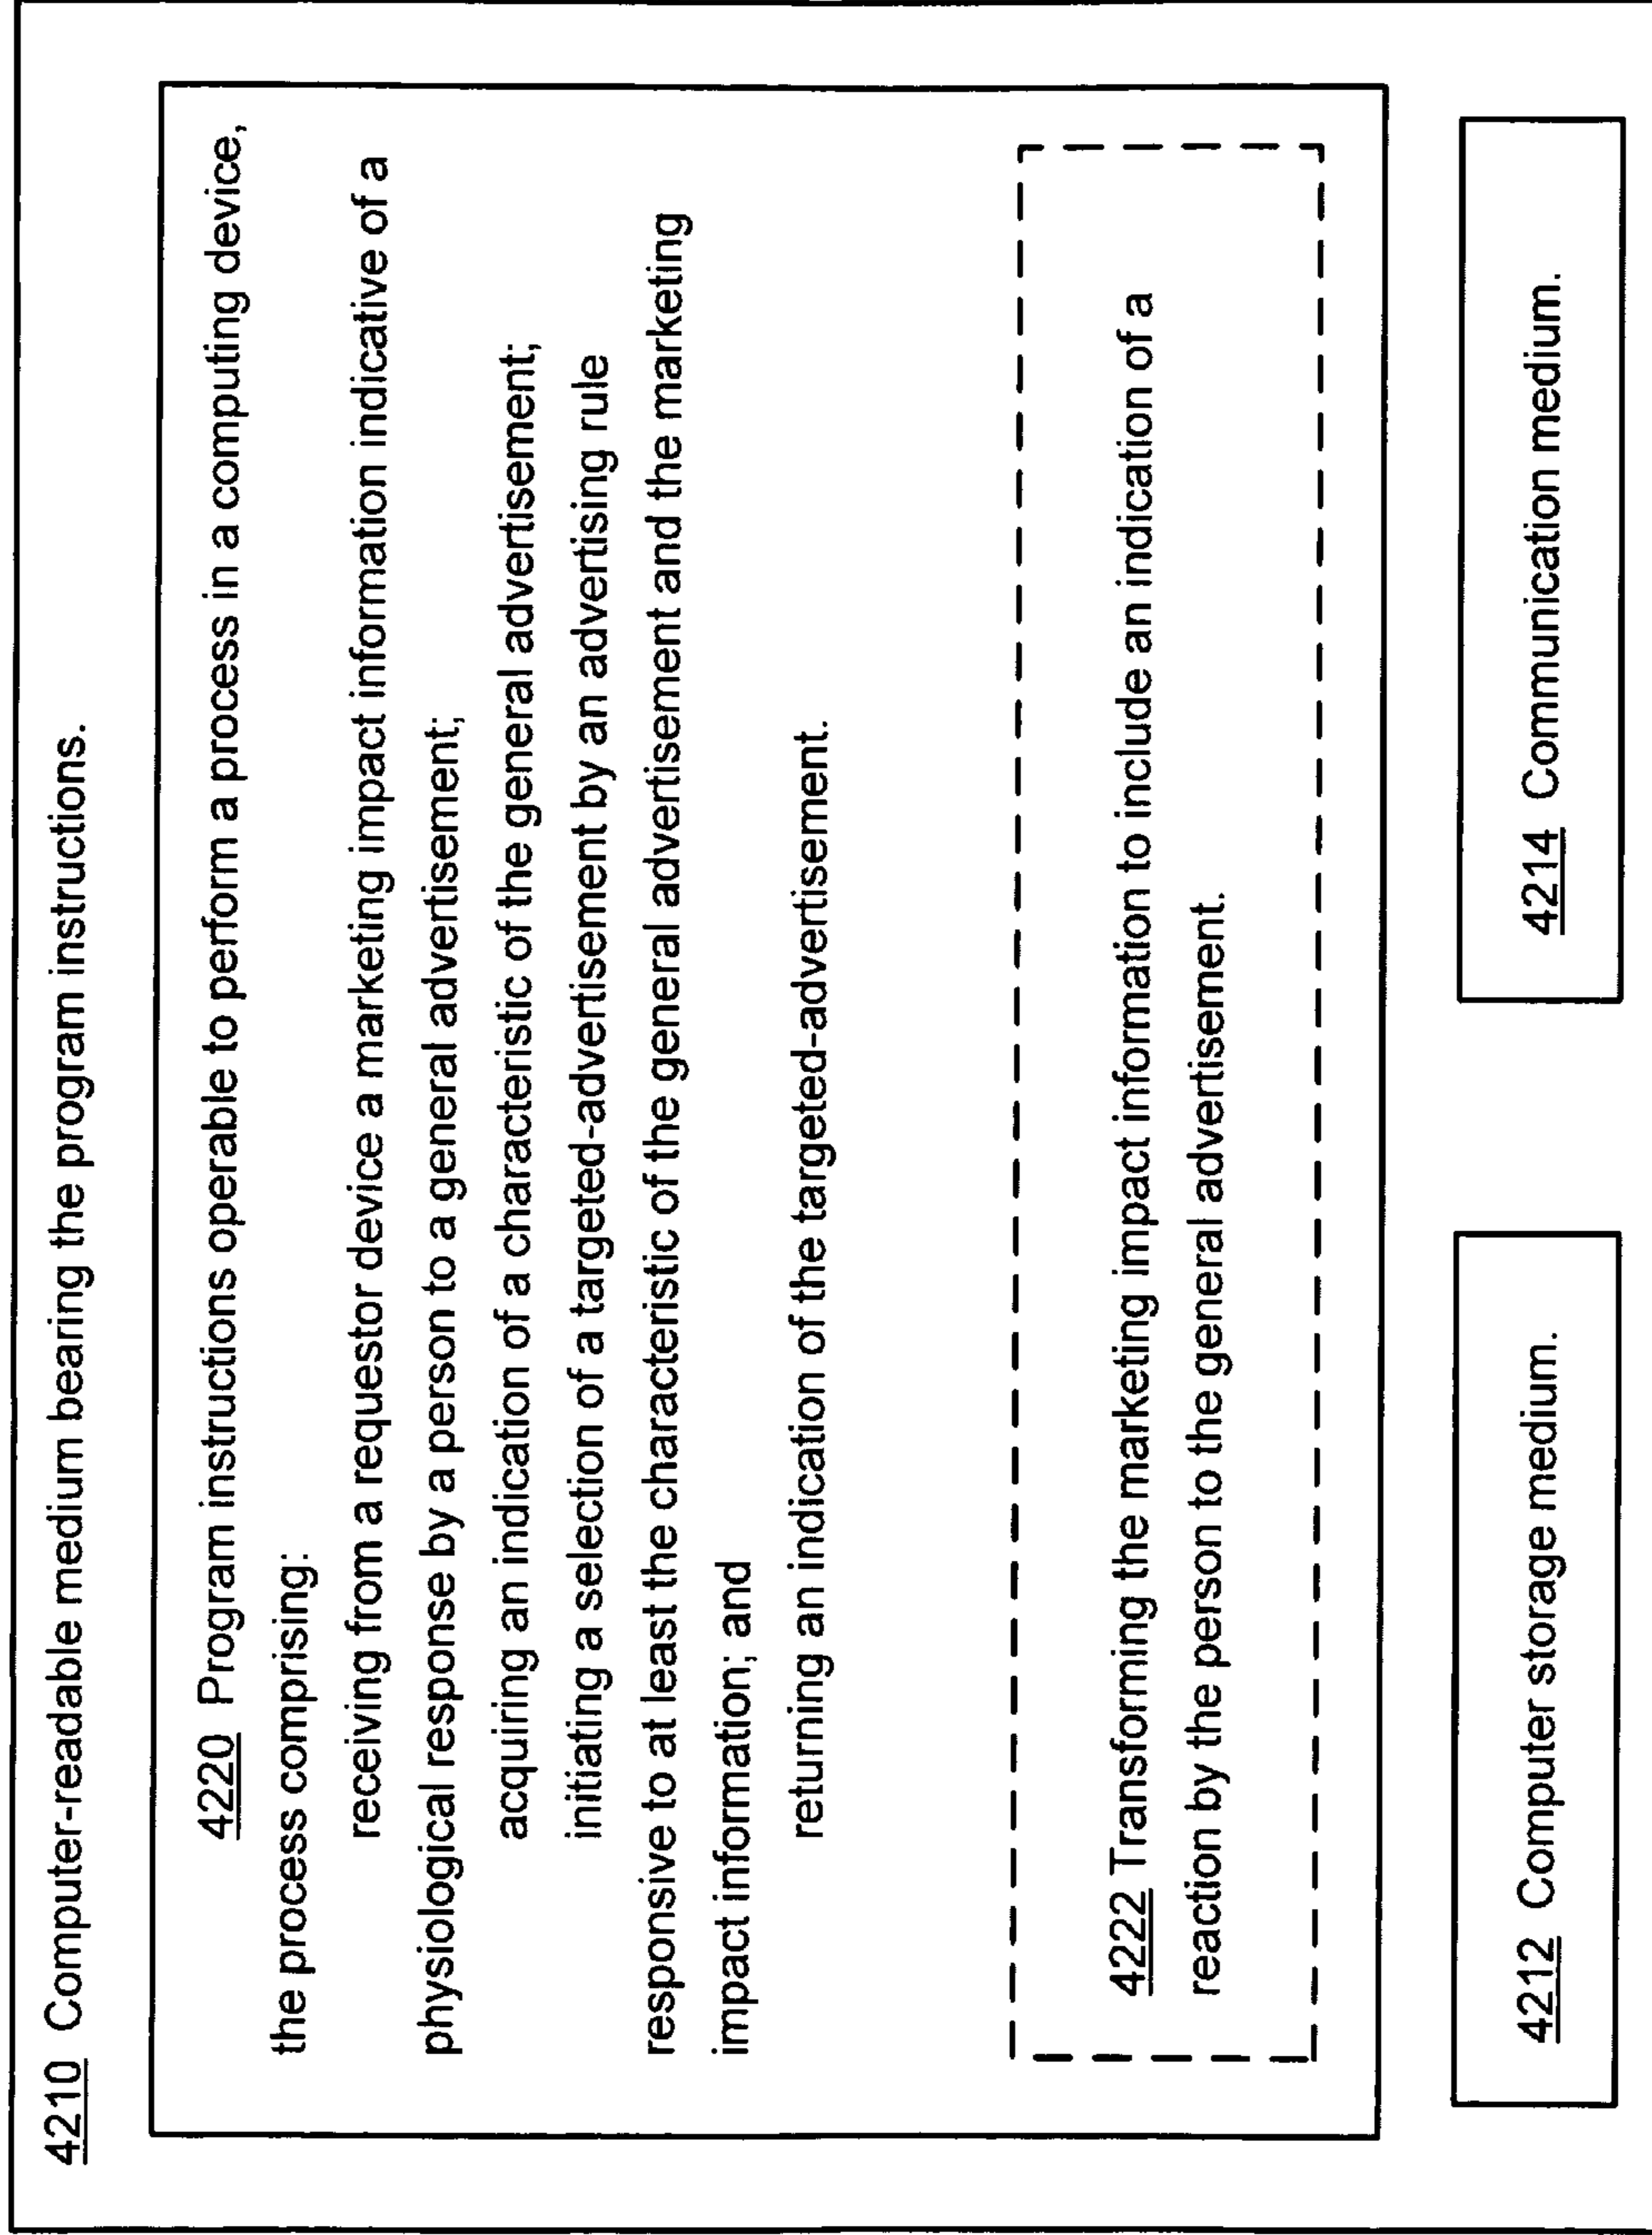 4210 Computer-readable medium bearing the program instructions.
4220 Program instructions operable to perform a process in a computing device,
the process comprising:
receiving from a requestor device a marketing impact information indicative of a
physiological response by a person to a general advertisement;
acquiring an indication of a characteristic of the general advertisement;
initiating a selection of a targeted-advertisement by an advertising rule
responsive to at least the characteristic of the general advertisement and the marketing
impact information; and
returning an indication of the targeted-advertisement.
4222 Transforming the marketing impact information to include an indication of a
reaction by the person to the general advertisement.
4212 Computer storage medium.
4214 Communication medium.